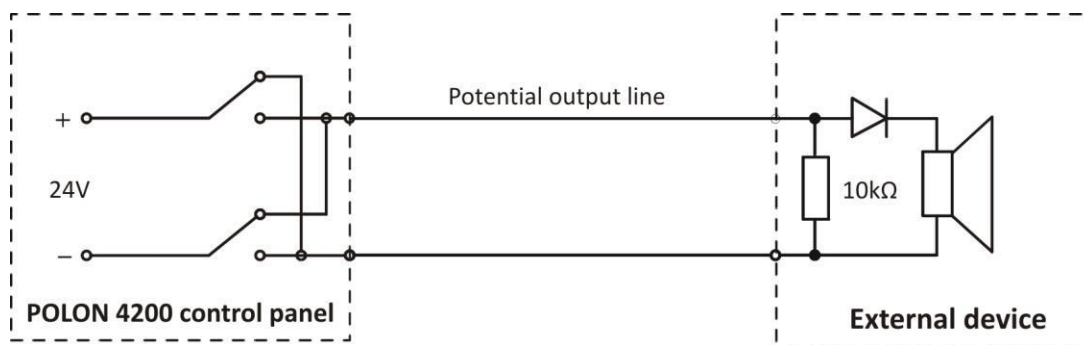 Potential output line
+
24V
10kΩ
−
POLON 4200 control panel
External device